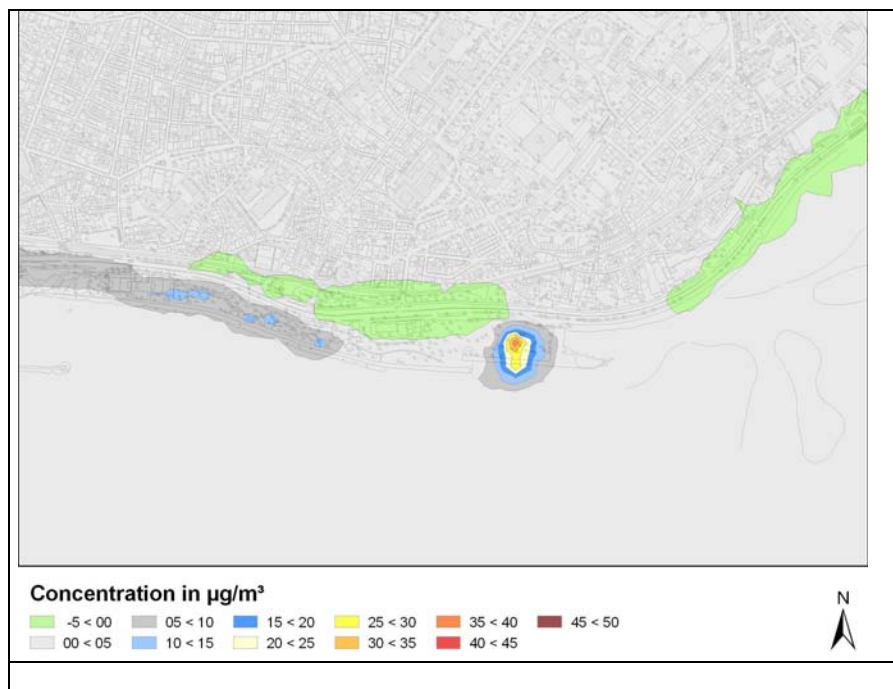 Concentration in µg/m³
-5 < 00 05 < 10 15 < 20 25 < 30 35 < 40 45 < 50
00 < 05 10 < 15 20 < 25 30 < 35 40 < 45
N